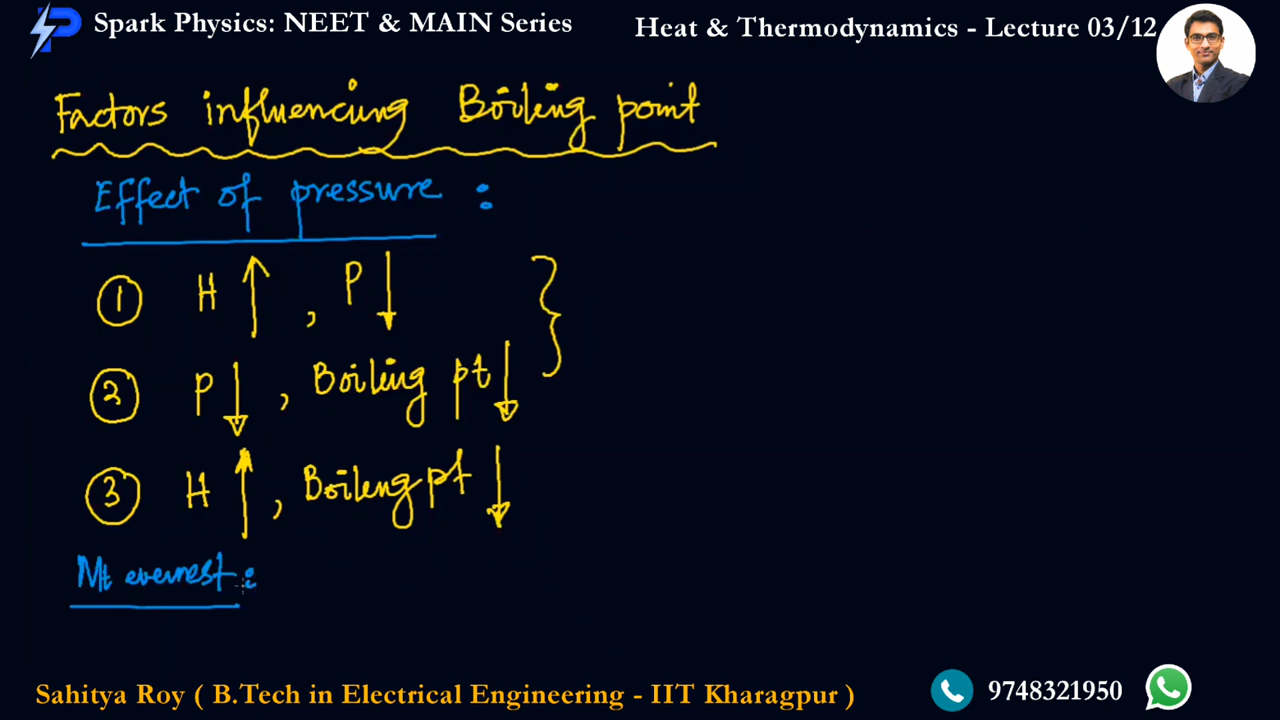 Spark Physics: NEET & MAIN Series
Heat & Thermodynamics - Lecture 03/12
Factors influencing Boiling point
Effect of pressure :
① H ↑ , P ↓
② P ↓ , Boiling pt ↓
③ H ↑ , Boiling pt ↓
Mt everest :
Sahitya Roy ( B.Tech in Electrical Engineering - IIT Kharagpur )
9748321950